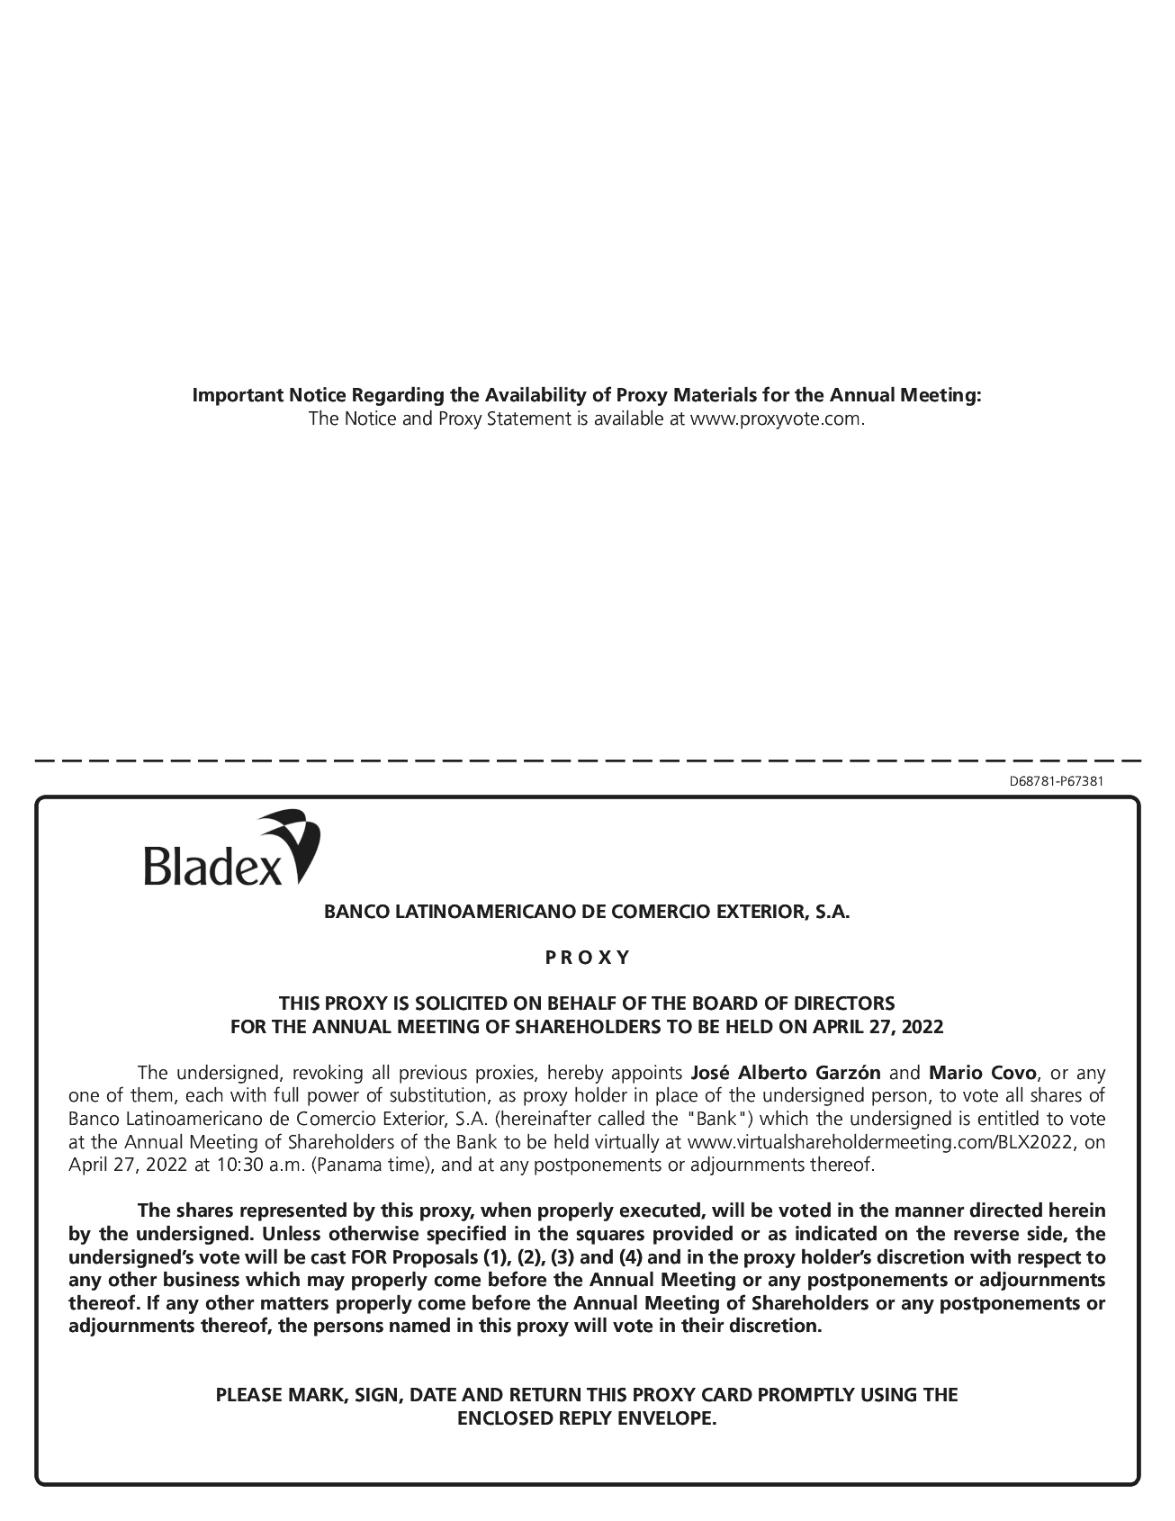 Important Notice Regarding the Availability of Proxy Materials for the Annual Meeting:
The Notice and Proxy Statement is available at www.proxyvote.com.
D68781-P67381
Bladex
BANCO LATINOAMERICANO DE COMERCIO EXTERIOR, S.A.
P R O X Y
THIS PROXY IS SOLICITED ON BEHALF OF THE BOARD OF DIRECTORS
FOR THE ANNUAL MEETING OF SHAREHOLDERS TO BE HELD ON APRIL 27, 2022
The undersigned, revoking all previous proxies, hereby appoints José Alberto Garzón and Mario Covo, or any
one of them, each with full power of substitution, as proxy holder in place of the undersigned person, to vote all shares of
Banco Latinoamericano de Comercio Exterior, S.A. (hereinafter called the "Bank") which the undersigned is entitled to vote
at the Annual Meeting of Shareholders of the Bank to be held virtually at www.virtualshareholdermeeting.com/BLX2022, on
April 27, 2022 at 10:30 a.m. (Panama time), and at any postponements or adjournments thereof.
The shares represented by this proxy, when properly executed, will be voted in the manner directed herein
by the undersigned. Unless otherwise specified in the squares provided or as indicated on the reverse side, the
undersigned's vote will be cast FOR Proposals (1), (2), (3) and (4) and in the proxy holder's discretion with respect to
any other business which may properly come before the Annual Meeting or any postponements or adjournments
thereof. If any other matters properly come before the Annual Meeting of Shareholders or any postponements or
adjournments thereof, the persons named in this proxy will vote in their discretion.
PLEASE MARK, SIGN, DATE AND RETURN THIS PROXY CARD PROMPTLY USING THE
ENCLOSED REPLY ENVELOPE.